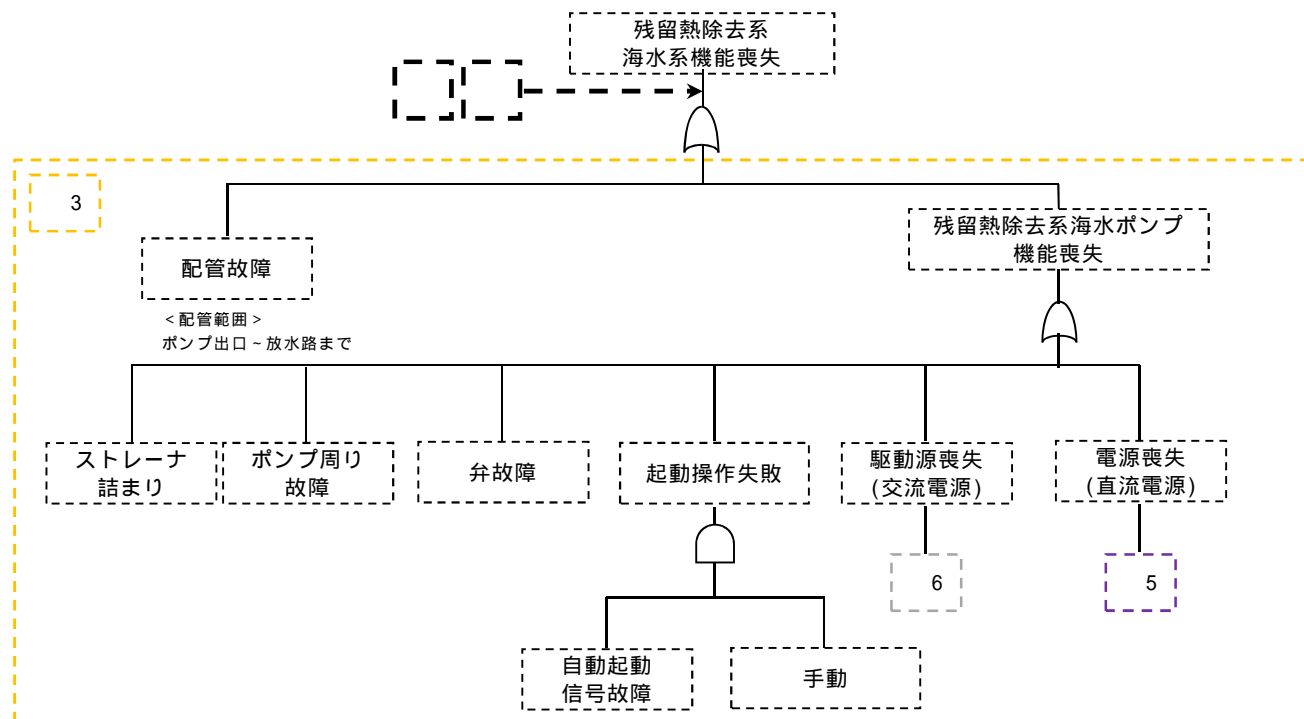 残留熱除去系
海水系機能喪失
3
残留熱除去系海水ポンプ
機能喪失
配管故障
<配管範囲>
ポンプ出口~放水路まで
ストレーナ
詰まり
ポンプ周り
故障
弁故障
起動操作失敗
駆動源喪失
(交流電源)
電源喪失
(直流電源)
6
5
自動起動
信号故障
手動